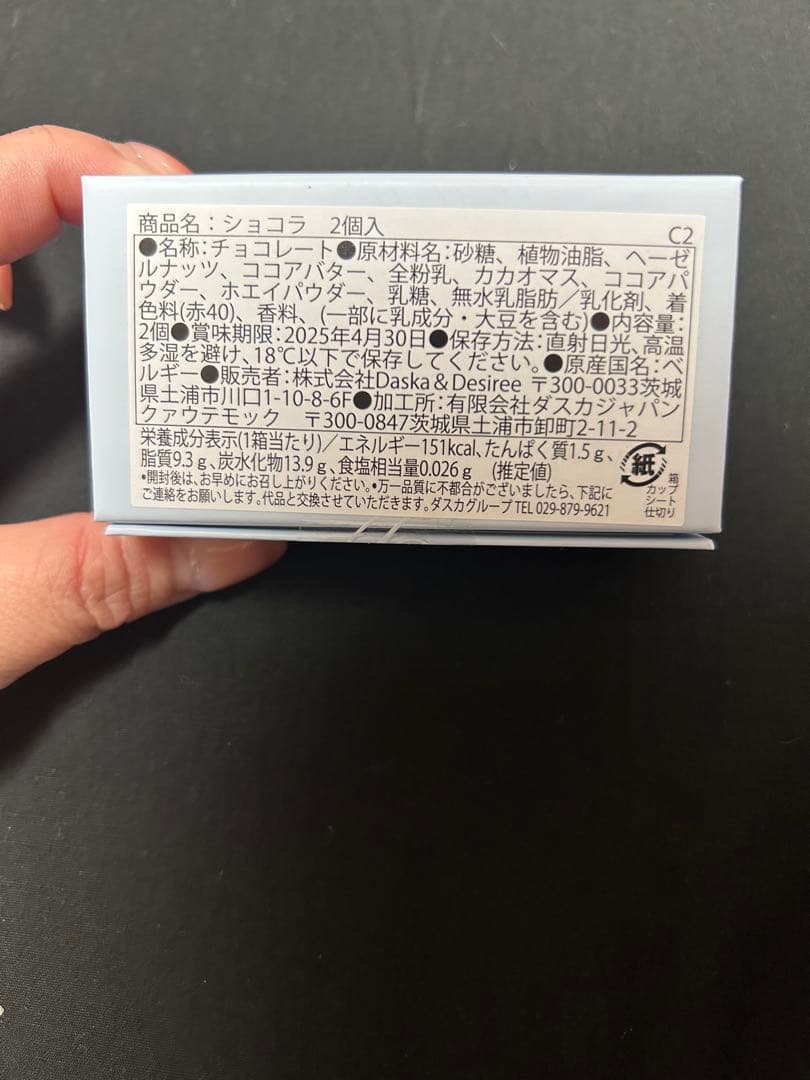 商品名：ショコラ　2個入
C2
●名称：チョコレート●原材料名：砂糖、植物油脂、ヘーゼ
ルナッツ、ココアバター、全粉乳、カカオマス、ココアパ
ウダー、ホエイパウダー、乳糖、無水乳脂肪／乳化剤、着
色料(赤40)、香料、(一部に乳成分・大豆を含む)●内容量：
2個●賞味期限：2025年4月30日●保存方法：直射日光、高温
多湿を避け、18℃以下で保存してください。●原産国名：ベ
ルギー●販売者：株式会社Daska＆Desiree 〒300-0033茨城
県土浦市川口1-10-8-6F●加工所：有限会社ダスカジャパン
クァウテモック　〒300-0847茨城県土浦市卸町2-11-2
栄養成分表示(1箱当たり)／エネルギー151kcal、たんぱく質1.5ｇ、
脂質9.3ｇ、炭水化物13.9ｇ、食塩相当量0.026ｇ　(推定値)
•開封後は、お早めにお召し上がりください。•万一品質に不都合がございましたら、下記に
ご連絡をお願いします。代品と交換させていただきます。ダスカグループ TEL 029-879-9621
紙
箱
カップ
シート
仕切り